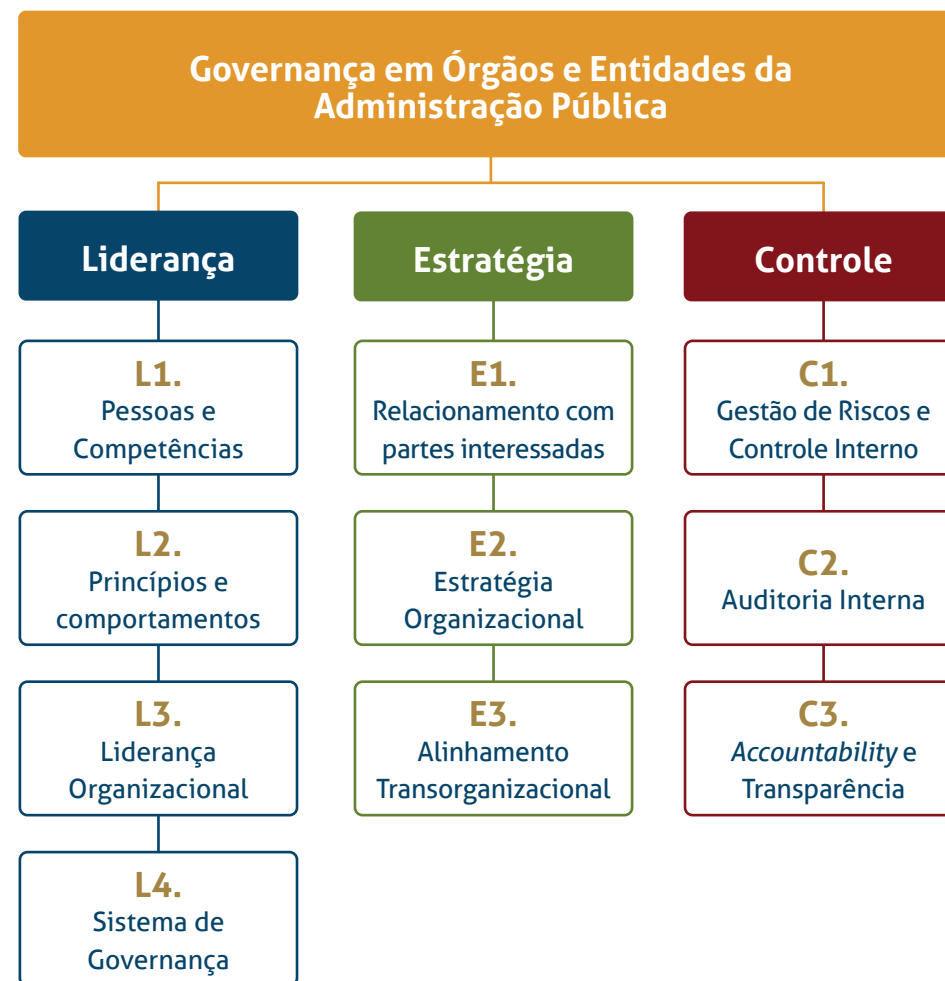 Governança em Órgãos e Entidades da
Administração Pública
Liderança
Estratégia
Controle
L1.
Pessoas e
Competências
E1.
Relacionamento com
partes interessadas
C1.
Gestão de Riscos e
Controle Interno
L2.
Princípios e
comportamentos
E2.
Estratégia
Organizacional
C2.
Auditoria Interna
L3.
Liderança
Organizacional
E3.
Alinhamento
Transorganizacional
C3.
Accountability e
Transparência
L4.
Sistema de
Governança